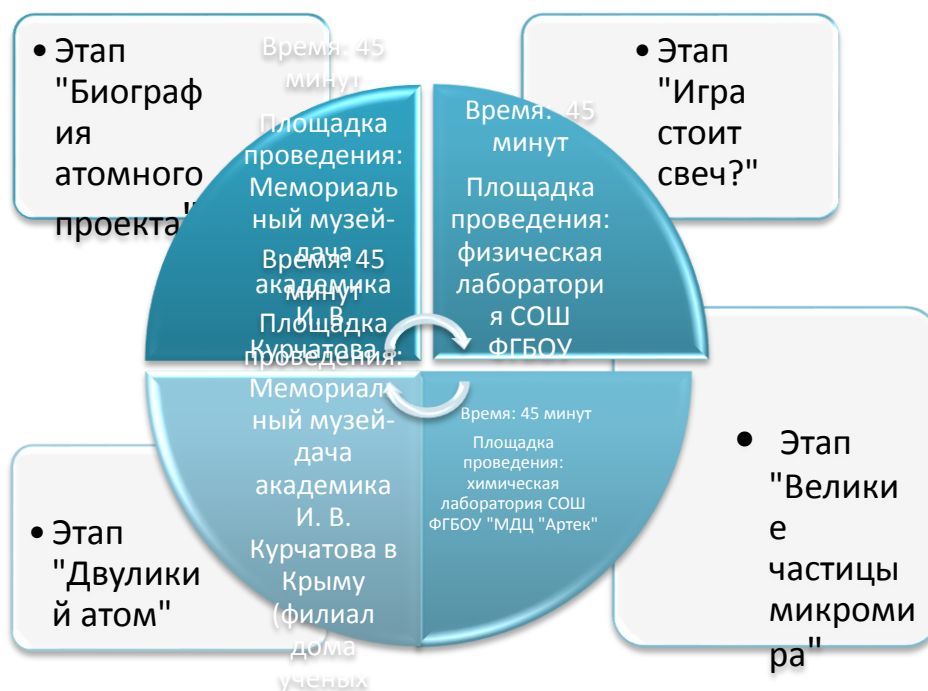 • Этап
"Биограф
ия
атомного
проекта"
Время: 45
минут
Площадка
проведения:
Мемориаль
ный музей-
дача
академика
И. В.
Курчатова
Время: 45
минут
Площадка
проведения:
физическая
лаборатори
я СОШ
ФГБОУ
• Этап
"Игра
стоит
свеч?"
• Этап
"Двулики
й атом"
Время: 45
минут
Площадка
проведения:
Мемориал
ный музей-
дача
академика
И. В.
Курчатова в
Крыму
(филиал
дома
ученых
Время: 45 минут
Площадка
проведения:
химическая
лаборатория СОШ
ФГБОУ "МДЦ "Артек"
• Этап
"Велики
е
частицы
микроми
ра"